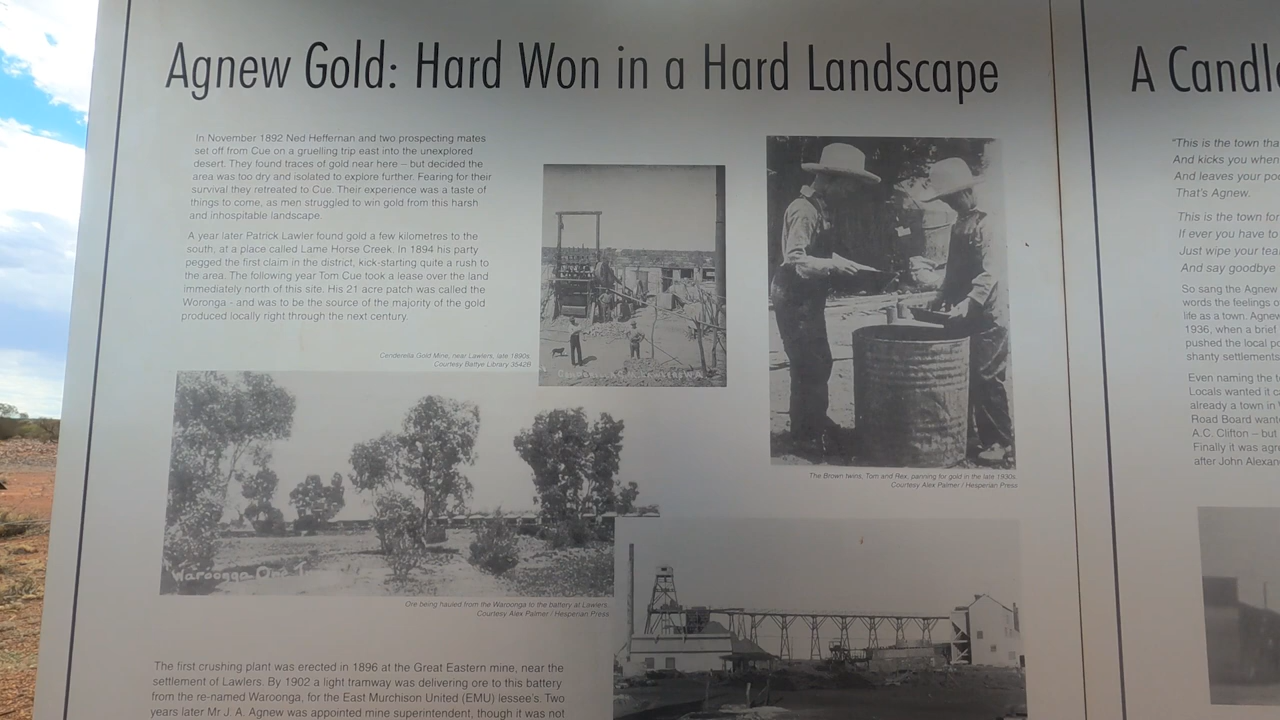 Agnew Gold: Hard Won in a Hard Landscape
In November 1892 Ned Heffernan and two prospecting mates
set off from Cue on a gruelling trip east into the unexplored
desert. They found traces of gold near here – but decided the
area was too dry and isolated to explore further. Fearing for their
survival they retreated to Cue. Their experience was a taste of
things to come, as men struggled to win gold from this harsh
and inhospitable landscape.
A year later Patrick Lawler found gold a few kilometres to the
south, at a place called Lame Horse Creek. In 1894 his party
pegged the first claim in the district, kick-starting quite a rush to
the area. The following year Tom Cue took a lease over the land
immediately north of this site. His 21 acre patch was called the
Woronga - and was to be the source of the majority of the gold
produced locally right through the next century.
Cinderella Gold Mine, near Lawlers, late 1890s.
Courtesy Battye Library 3542B
The Brown twins, Tom and Rex, panning for gold in the late 1930s.
Courtesy Alex Palmer / Hesperian Press
Waroonga Ore T
Ore being hauled from the Waroonga to the battery at Lawlers.
Courtesy Alex Palmer / Hesperian Press
The first crushing plant was erected in 1896 at the Great Eastern mine, near the
settlement of Lawlers. By 1902 a light tramway was delivering ore to this battery
from the re-named Waroonga, for the East Murchison United (EMU) lessee's. Two
years later Mr J. A. Agnew was appointed mine superintendent, though it was not
A Candl
"This is the town tha
And kicks you when
And leaves your po
That's Agnew.
This is the town for
If ever you have to
Just wipe your tea
And say goodbye
So sang the Agnew
words the feelings o
life as a town. Agnew
1936, when a brief
pushed the local po
shanty settlements
Even naming the t
Locals wanted it c
already a town in
Road Board want
A.C. Clifton – but
Finally it was agre
after John Alexan